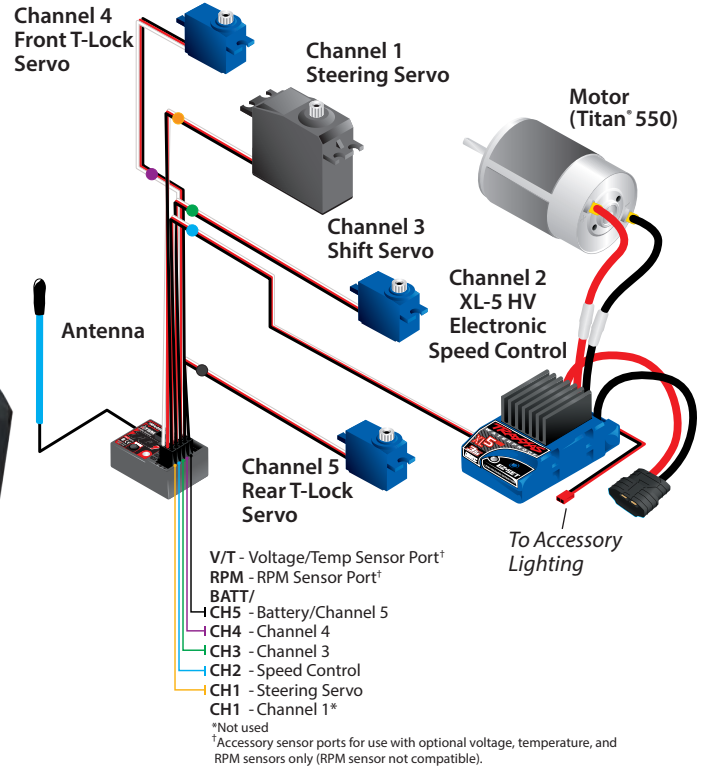 Channel 4
Front T-Lock
Servo
Channel 1
Steering Servo
Motor
(Titan® 550)
Channel 3
Shift Servo
Channel 2
XL-5 HV
Electronic
Speed Control
Antenna
TRAXXAS
XL5
EZ-SET
Channel 5
Rear T-Lock
Servo
To Accessory
Lighting
V/T - Voltage/Temp Sensor Port†
RPM - RPM Sensor Port†
BATT/
CH5 - Battery/Channel 5
CH4 - Channel 4
CH3 - Channel 3
CH2 - Speed Control
CH1 - Steering Servo
CH1 - Channel 1*
*Not used
†Accessory sensor ports for use with optional voltage, temperature, and
RPM sensors only (RPM sensor not compatible).